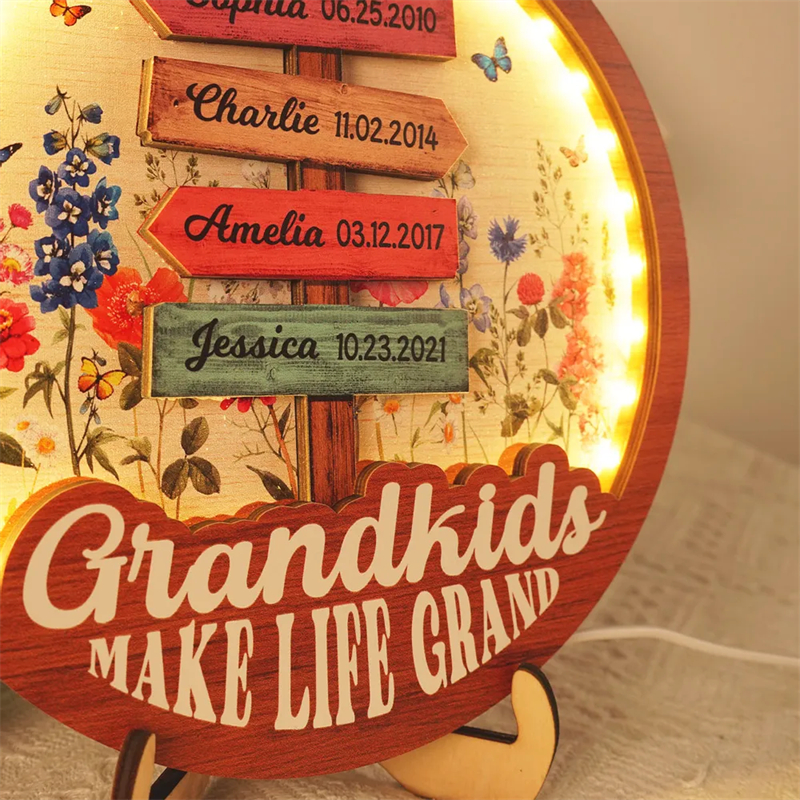 Sophia 06.25.2010
Charlie 11.02.2014
Amelia 03.12.2017
Jessica 10.23.2021
Grandkids
MAKE LIFE GRAND